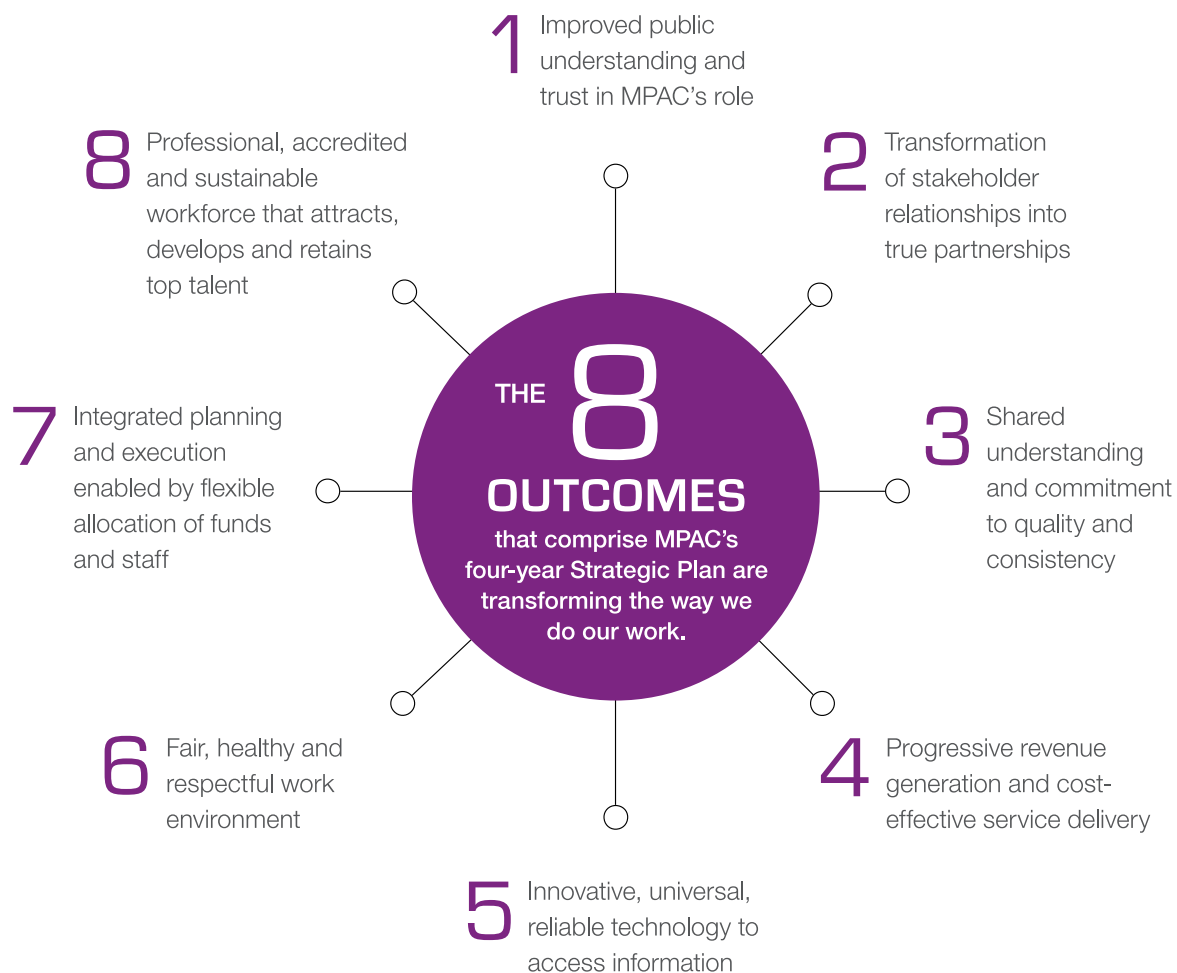 1 Improved public
understanding and
trust in MPAC's role
2 Transformation
of stakeholder
relationships into
true partnerships
3 Shared
understanding
and commitment
to quality and
consistency
4 Progressive revenue
generation and cost-
effective service delivery
5 Innovative, universal,
reliable technology to
access information
6 Fair, healthy and
respectful work
environment
7 Integrated planning
and execution
enabled by flexible
allocation of funds
and staff
8 Professional, accredited
and sustainable
workforce that attracts,
develops and retains
top talent
THE 8
OUTCOMES
that comprise MPAC's
four-year Strategic Plan are
transforming the way we
do our work.